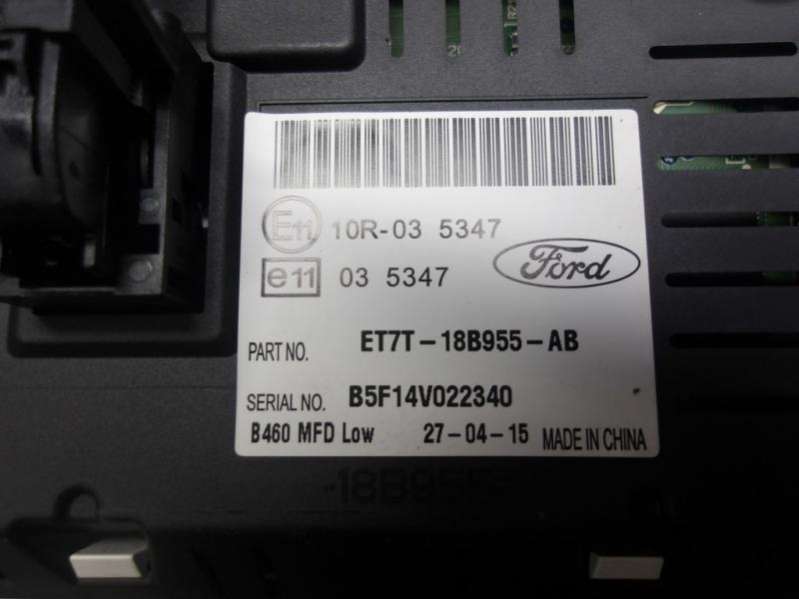 E11 10R-03 5347
e11 03 5347
Ford
PART NO. ET7T-18B955-AB
SERIAL NO. B5F14V022340
B460 MFD Low 27-04-15 MADE IN CHINA